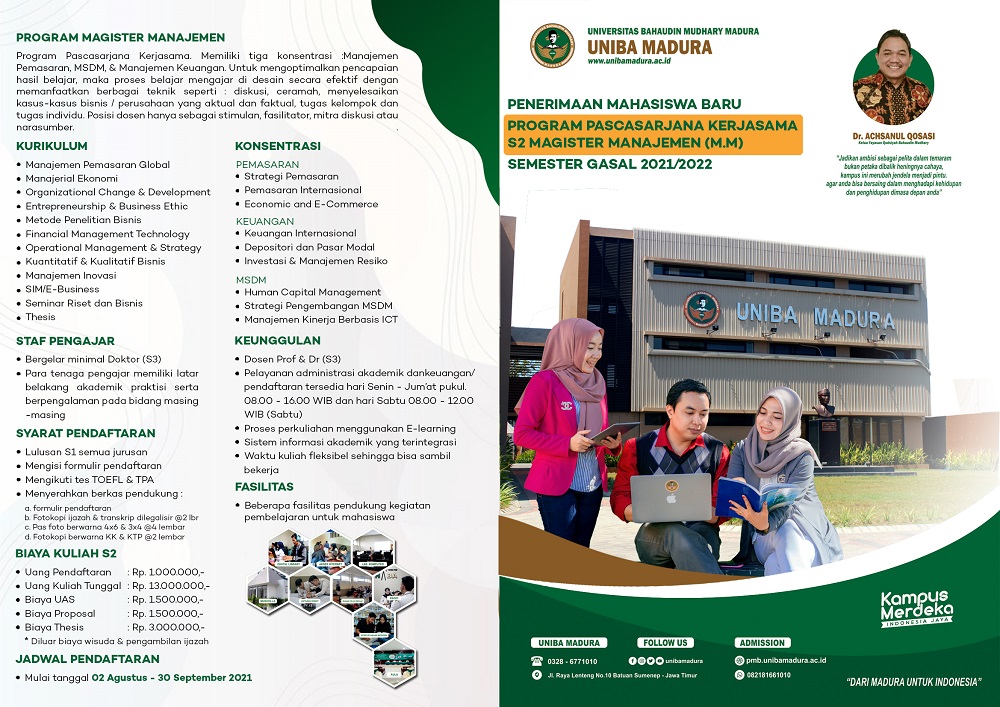 PROGRAM MAGISTER MANAJEMEN
Program Pascasarjana Kerjasama. Memiliki tiga konsentrasi :Manajemen
Pemasaran, MSDM, & Manajemen Keuangan. Untuk mengoptimalkan pencapaian
hasil belajar, maka proses belajar mengajar di desain secara efektif dengan
memanfaatkan berbagai teknik seperti : diskusi, ceramah, menyelesaikan
kasus-kasus bisnis / perusahaan yang aktual dan faktual, tugas kelompok dan
tugas individu. Posisi dosen hanya sebagai stimulan, fasilitator, mitra diskusi atau
narasumber. .
KURIKULUM
• Manajemen Pemasaran Global
• Manajerial Ekonomi
• Organizational Change & Development
• Entrepreneurship & Business Ethic
• Metode Penelitian Bisnis
• Financial Management Technology
• Operational Management & Strategy
• Kuantitatif & Kualitatif Bisnis
• Manajemen Inovasi
• SIM/E-Business
• Seminar Riset dan Bisnis
• Thesis
STAF PENGAJAR
• Bergelar minimal Doktor (S3)
• Para tenaga pengajar memiliki latar
belakang akademik praktisi serta
berpengalaman pada bidang masing
-masing
SYARAT PENDAFTARAN
• Lulusan S1 semua jurusan
• Mengisi formulir pendaftaran
• Mengikuti tes TOEFL & TPA
• Menyerahkan berkas pendukung :
a. formulir pendaftaran
b. Fotokopi ijazah & transkrip dilegalisir @2 lbr
c. Pas foto berwarna 4x6 & 3x4 @4 lembar
d. Fotokopi berwarna KK & KTP @2 lembar
BIAYA KULIAH S2
• Uang Pendaftaran : Rp. 1.000.000,-
• Uang Kuliah Tunggal : Rp. 13.000.000,-
• Biaya UAS : Rp. 1.500.000,-
• Biaya Proposal : Rp. 1.500.000,-
• Biaya Thesis : Rp. 3.000.000,-
* Diluar biaya wisuda & pengambilan ijazah
JADWAL PENDAFTARAN
• Mulai tanggal 02 Agustus - 30 September 2021
KONSENTRASI
PEMASARAN
• Strategi Pemasaran
• Pemasaran Internasional
• Economic and E-Commerce
KEUANGAN
• Keuangan Internasional
• Depositori dan Pasar Modal
• Investasi & Manajemen Resiko
MSDM
• Human Capital Management
• Strategi Pengembangan MSDM
• Manajemen Kinerja Berbasis ICT
KEUNGGULAN
• Dosen Prof & Dr (S3)
• Pelayanan administrasi akademik dankeuangan/
pendaftaran tersedia hari Senin - Jum'at pukul.
08.00 - 16.00 WIB dan hari Sabtu 08.00 - 12.00
WIB (Sabtu)
• Proses perkuliahan menggunakan E-learning
• Sistem informasi akademik yang terintegrasi
• Waktu kuliah fleksibel sehingga bisa sambil
bekerja
FASILITAS
• Beberapa fasilitas pendukung kegiatan
pembelajaran untuk mahasiswa
UNIVERSITAS BAHAUDIN MUDHARY MADURA
UNIBA MADURA
www.unibamadura.ac.id
PENERIMAAN MAHASISWA BARU
PROGRAM PASCASARJANA KERJASAMA
S2 MAGISTER MANAJEMEN (M.M)
SEMESTER GASAL 2021/2022
Dr. ACHSANUL QOSASI
Ketua Yayasan Qudsiyah Bahaudin Mudhary
"Jadikan ambisi sebagai pelita dalam temaram
bukan petaka dibalik heningnya cahaya,
kampus ini merubah jendela menjadi pintu.
agar anda bisa bersaing dalam menghadapi kehidupan
dan penghidupan dimasa depan anda"
UNIBA MADURA
Kampus
Merdeka
INDONESIA JAYA
UNIBA MADURA
0328 - 6771010
Jl. Raya Lenteng No.10 Batuan Sumenep - Jawa Timur
FOLLOW US
unibamadura
ADMISSION
pmb.unibamadura.ac.id
082181661010
"DARI MADURA UNTUK INDONESIA"